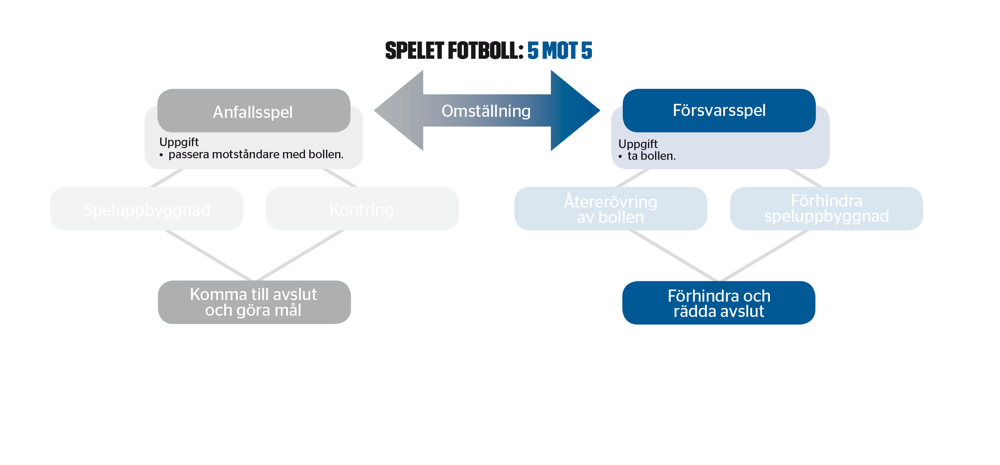 SPELET FOTBOLL: 5 MOT 5
Anfallsspel
Omställning
Försvarsspel
Uppgift
• passera motståndare med bollen.
Uppgift
• ta bollen.
Speluppbyggnad
Kontring
Återerövring
av bollen
Förhindra
speluppbyggnad
Komma till avslut
och göra mål
Förhindra och
rädda avslut